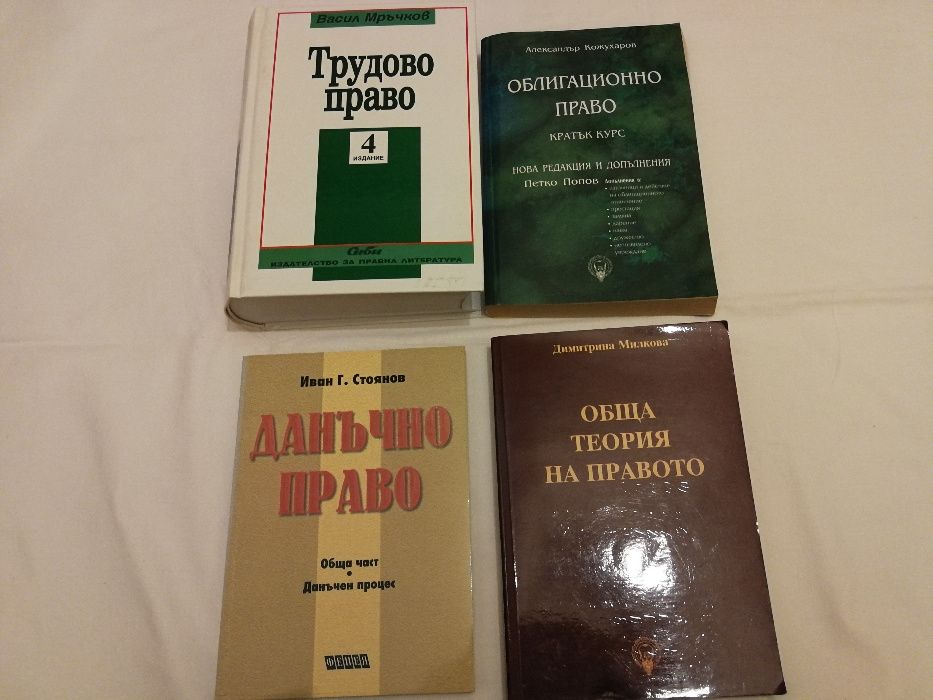 Васил Мръчков
Трудово
право
4
ИЗДАНИЕ
Сиби
ИЗДАТЕЛСТВО ЗА ПРАВНА ЛИТЕРАТУРА
Александър Кожухаров
ОБЛИГАЦИОННО
ПРАВО
КРАТЪК КУРС
НОВА РЕДАКЦИЯ И ДОПЪЛНЕНИЯ
Петко Попов
Иван Г. Стоянов
ДАНЪЧНО
ПРАВО
Обща част
•
Данъчен процес
ФЕНЕЯ
Димитрина Милкова
ОБЩА
ТЕОРИЯ
НА ПРАВОТО